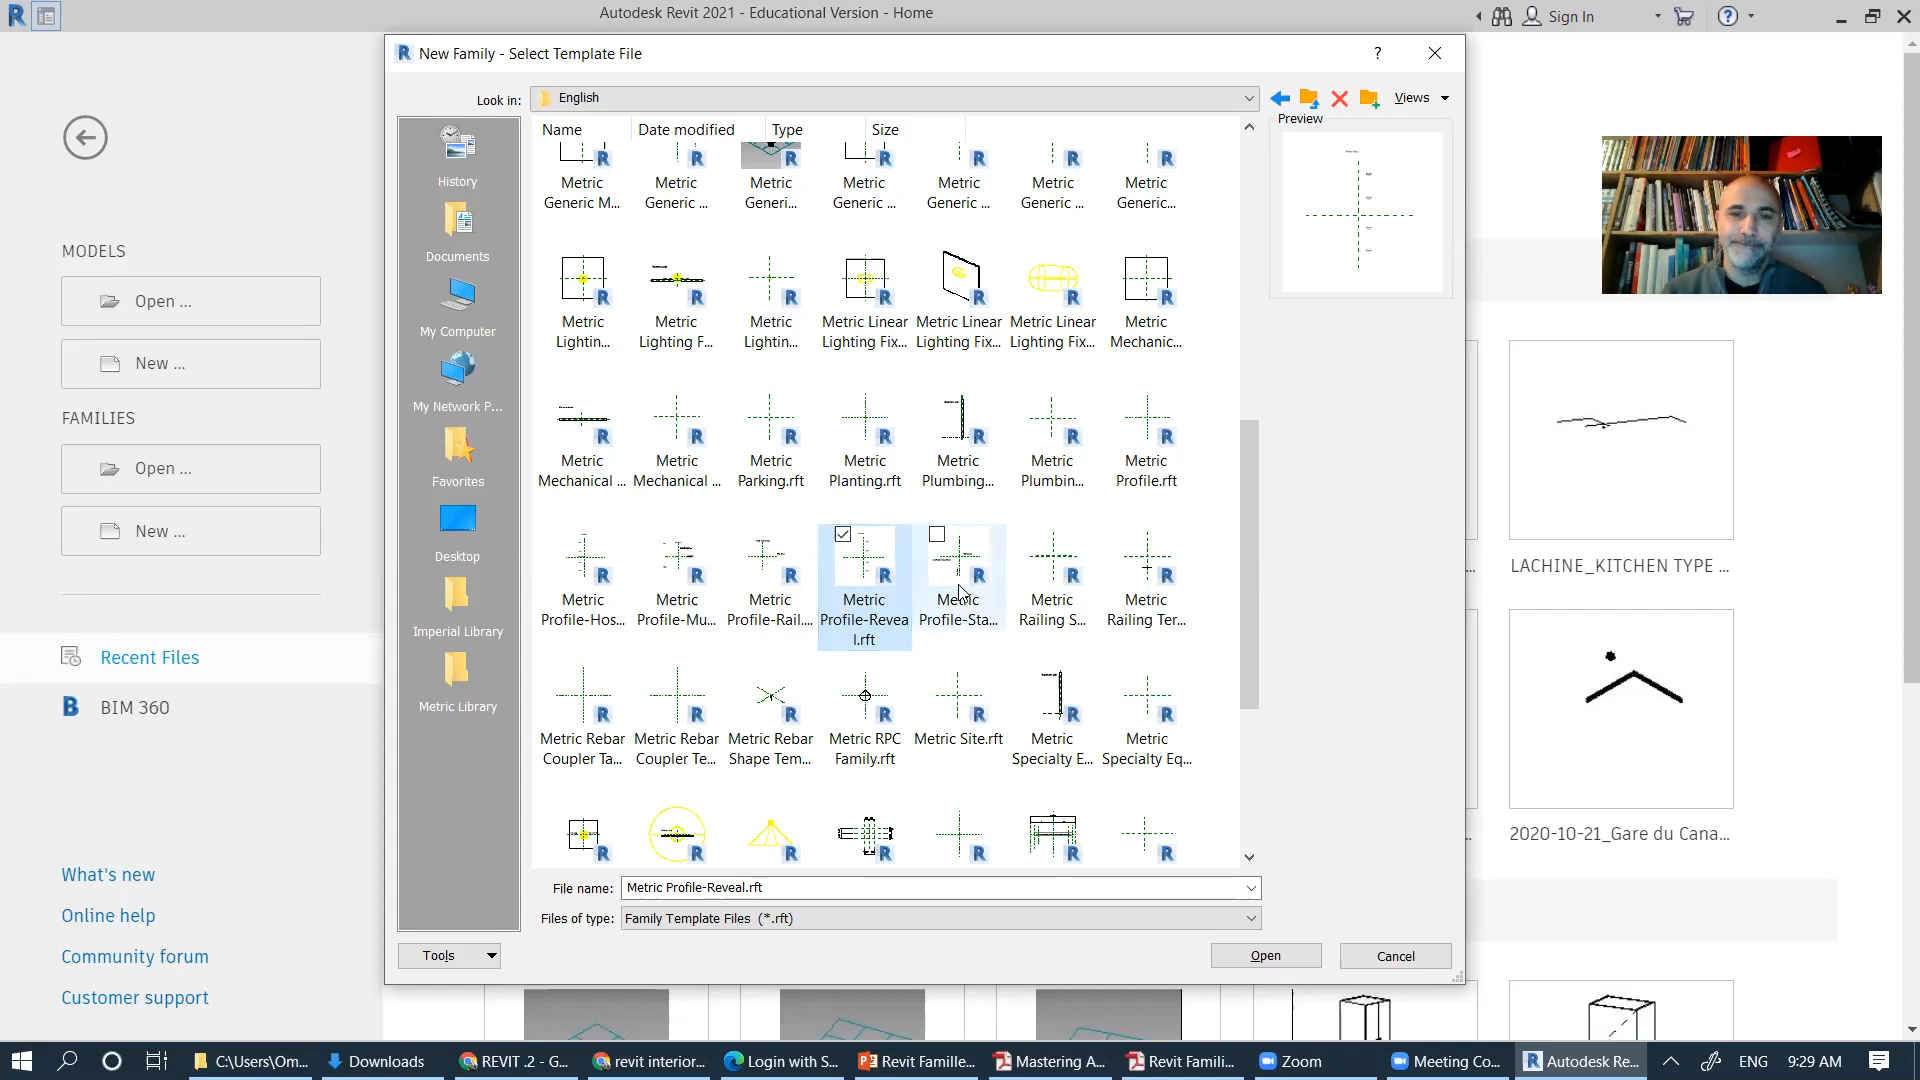 Autodesk Revit 2021 - Educational Version - Home
Sign In
New Family - Select Template File
Look in:
English
Views
Name
Date modified
Type
Size
Preview
History
Documents
My Computer
My Network P...
Favorites
Desktop
Imperial Library
Metric Library
MODELS
Open ...
New ...
FAMILIES
Open ...
New ...
Recent Files
BIM 360
What's new
Online help
Community forum
Customer support
Metric
Generic M...
Metric
Generic ...
Metric
Generi...
Metric
Generic ...
Metric
Generic ...
Metric
Generic ...
Metric
Generic...
Metric
Lightin...
Metric
Lighting F...
Metric
Lightin...
Metric Linear
Lighting Fix...
Metric Linear
Lighting Fix...
Metric Linear
Lighting Fix...
Metric
Mechanic...
Metric
Mechanical ...
Metric
Mechanical ...
Metric
Parking.rft
Metric
Planting.rft
Metric
Plumbing...
Metric
Plumbin...
Metric
Profile.rft
Metric
Profile-Hos...
Metric
Profile-Mu...
Metric
Profile-Rail....
Metric
Profile-Revea
l.rft
Metric
Profile-Sta...
Metric
Railing S...
Metric
Railing Ter...
Metric Rebar
Coupler Ta...
Metric Rebar
Coupler Te...
Metric Rebar
Shape Tem...
Metric RPC
Family.rft
Metric Site.rft
Metric
Specialty E...
Metric
Specialty Eq...
File name:
Metric Profile-Reveal.rft
Files of type:
Family Template Files (*.rft)
Tools
Open
Cancel
LACHINE_KITCHEN TYPE ...
2020-10-21_Gare du Cana...
C:\Users\Om...
Downloads
REVIT .2 - G...
revit interior...
Login with S...
Revit Famille...
Mastering A...
Revit Famili...
Zoom
Meeting Co...
Autodesk Re...
ENG
9:29 AM